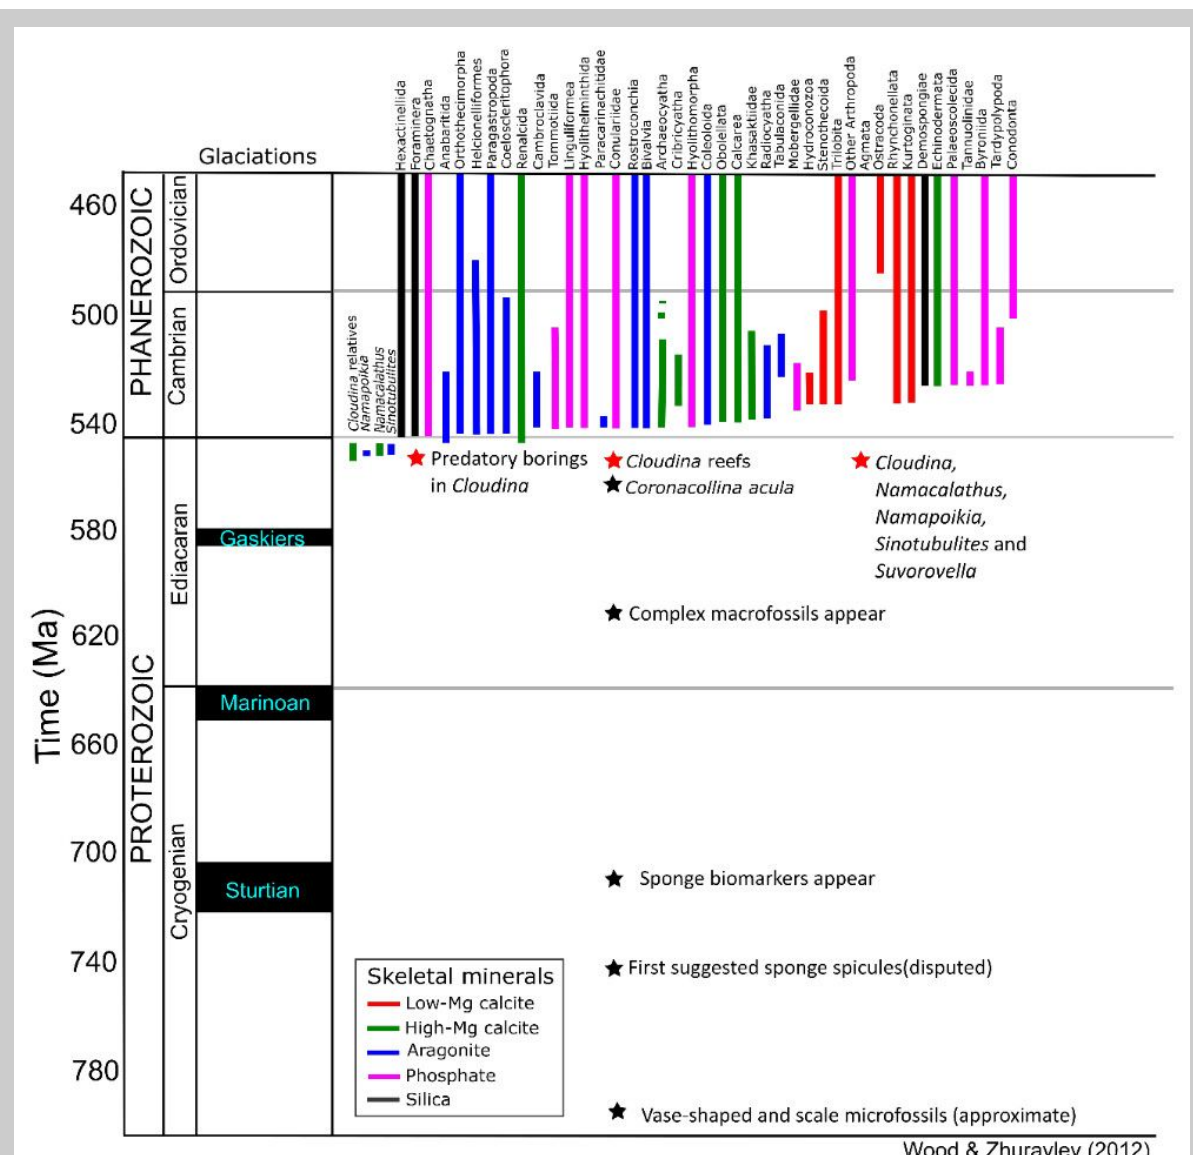 Hexactinellida
Foraminera
Chaetognatha
Anabaritida
Orthothecimorpha
Helcionelliformes
Paragastropoda
Coeloscleritophora
Renalcida
Cambroclavida
Tommotiida
Linguliformea
Hyolithelminthida
Paracarinachitidae
Conulariidae
Rostroconchia
Bivalvia
Archaeocyatha
Cribricyatha
Hyolithomorpha
Coleoloida
Obolellata
Calcarea
Khasaktiidae
Radiocyatha
Tabulaconida
Mobergellidae
Hydroconozoa
Stenothecoida
Trilobita
Other Arthropoda
Agmata
Ostracoda
Rhynchonellata
Kurtoginata
Demospongiae
Echinodermata
Palaeoscolecida
Tannuolinidae
Byroniida
Tardypolypoda
Conodonta
Glaciations
Time (Ma)
460
500
540
580
620
660
700
740
780
PHANEROZOIC
PROTEROZOIC
Ordovician
Cambrian
Ediacaran
Cryogenian
Gaskiers
Marinoan
Sturtian
Cloudina relatives
Namapoikia
Namacalathus
Sinotubulites
Predatory borings
in Cloudina
Cloudina reefs
Coronacollina acula
Cloudina,
Namacalathus,
Namapoikia,
Sinotubulites and
Suvorovella
Complex macrofossils appear
Sponge biomarkers appear
First suggested sponge spicules(disputed)
Vase-shaped and scale microfossils (approximate)
Skeletal minerals
Low-Mg calcite
High-Mg calcite
Aragonite
Phosphate
Silica
Wood & Zhuravlev (2012)